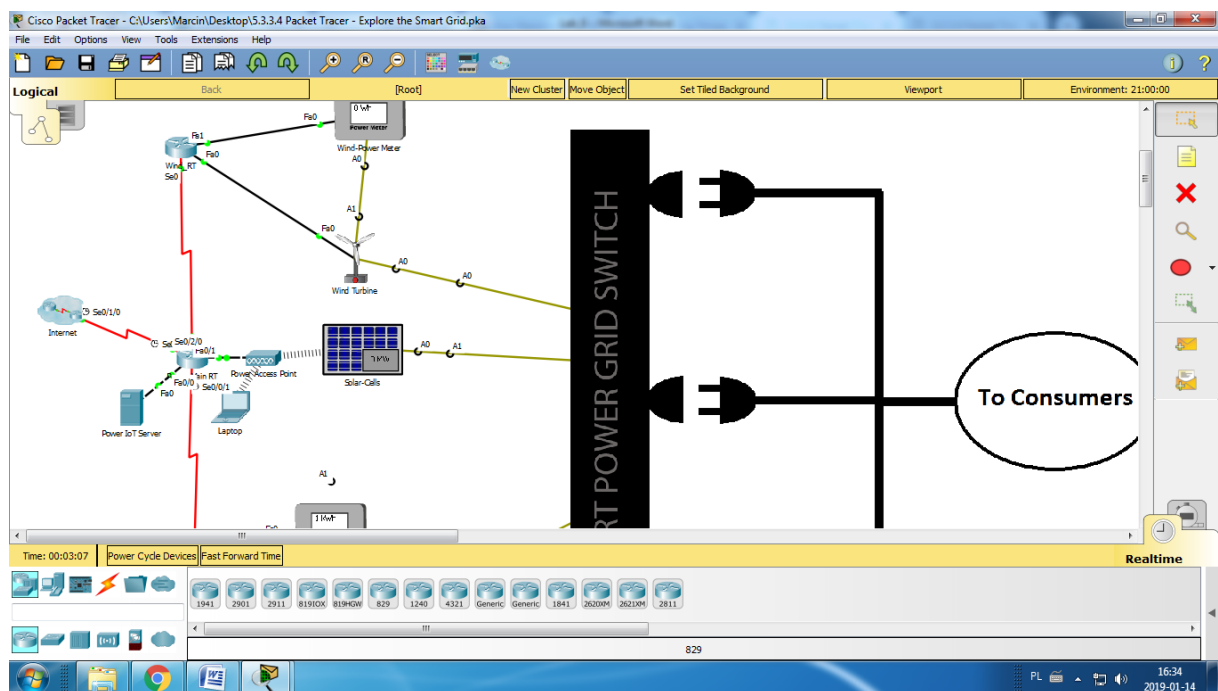 Cisco Packet Tracer - C:\Users\Marcin\Desktop\5.3.3.4 Packet Tracer - Explore the Smart Grid.pka
File Edit Options View Tools Extensions Help
Logical
Back
[Root]
New Cluster
Move Object
Set Tiled Background
Viewport
Environment: 21:00:00
0 Wh
Power Meter
Wind-Power Meter
Fa0
A0
Fa1
Fa0
Wind_RT
Se0
A1
Fa0
Wind Turbine
A0
A0
Se0/1/0
Internet
Se0/2/0
Fa0/1
RT
Fa0/0
Se0/0/1
Fa0
Power Access Point
Power IoT Server
Laptop
Solar-Cells
A0
A1
A1
1 kWh
RT POWER GRID SWITCH
To Consumers
Time: 00:03:07
Power Cycle Devices
Fast Forward Time
Realtime
1941
2901
2911
819IOX
819HGW
829
1240
4321
Generic
Generic
1841
2620XM
2621XM
2811
829
PL
16:34
2019-01-14